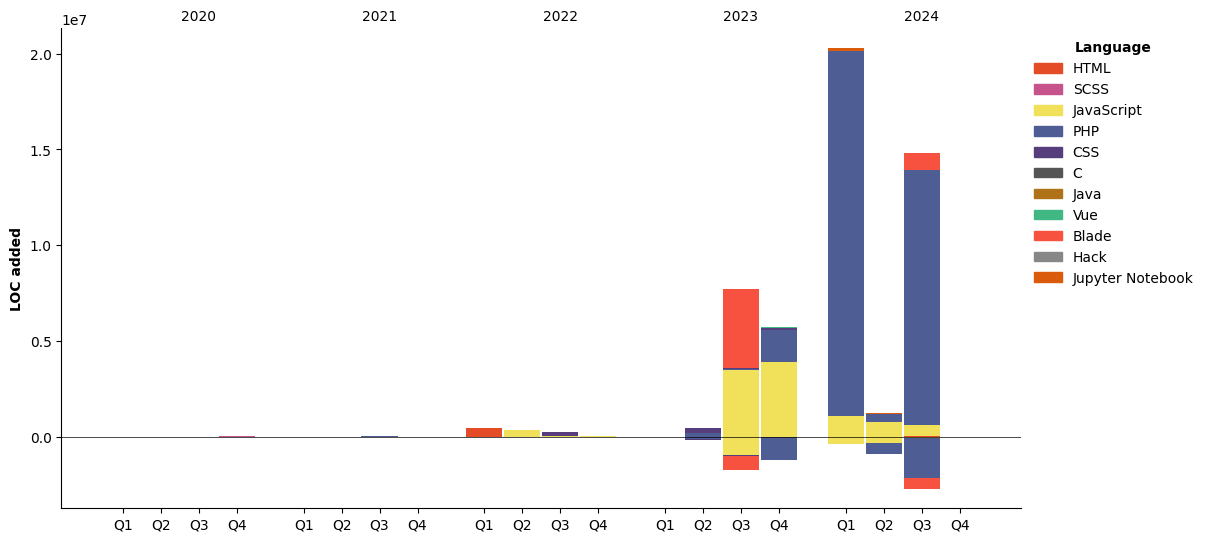 1e7
2020 2021 2022 2023 2024
2.0
1.5
1.0
0.5
0.0
LOC added
Q1 Q2 Q3 Q4 Q1 Q2 Q3 Q4 Q1 Q2 Q3 Q4 Q1 Q2 Q3 Q4 Q1 Q2 Q3 Q4
Language
HTML
SCSS
JavaScript
PHP
CSS
C
Java
Vue
Blade
Hack
Jupyter Notebook